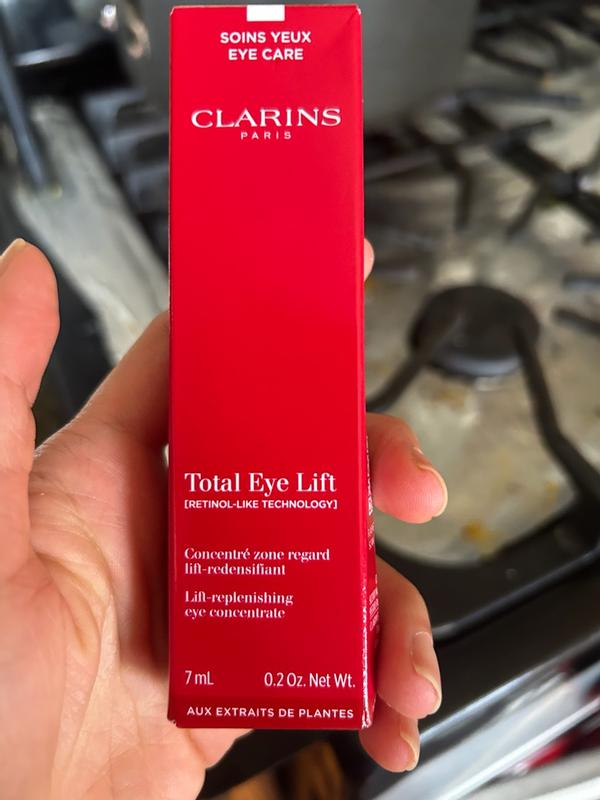 SOINS YEUX
EYE CARE
CLARINS
PARIS
Total Eye Lift
[RETINOL-LIKE TECHNOLOGY]
Concentré zone regard
lift-redensifiant
Lift-replenishing
eye concentrate
7 mL 0.2 Oz. Net Wt.
AUX EXTRAITS DE PLANTES